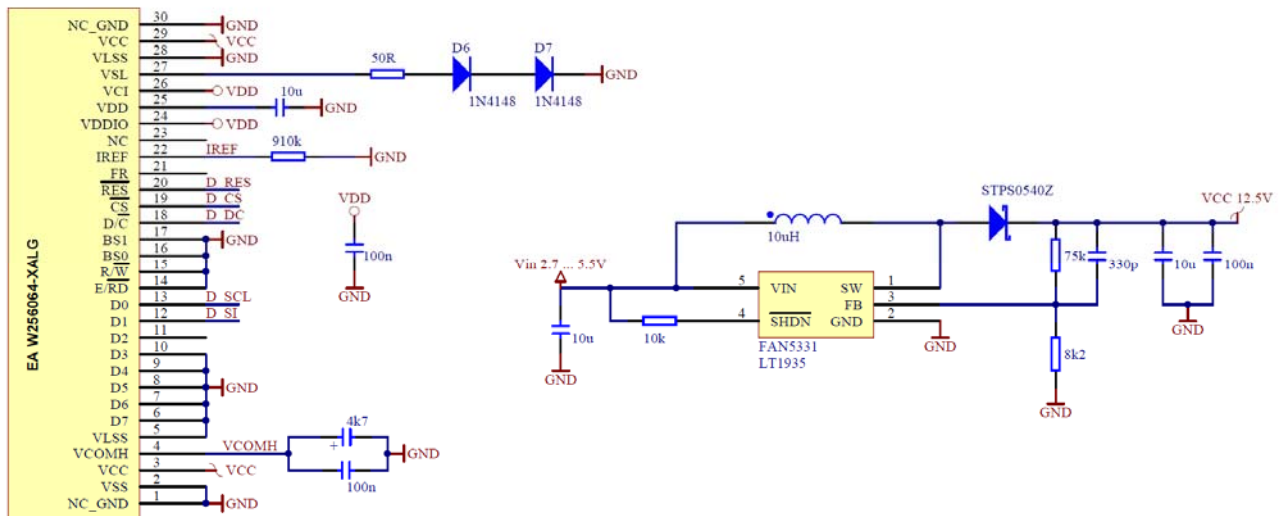 EA W256064-XALG
NC_GND 30 GND
VCC 29 VCC
VLSS 28 GND
VSL 27
50R
D6
1N4148
D7
1N4148
GND
VCI 26 VDD
VDD 25
10u
GND
VDDIO 24 VDD
NC 23
IREF 22 IREF
910k
GND
FR 21
RES 20 D_RES
CS 19 D_CS
D/C 18 D_DC
BS1 17 GND
BS0 16
R/W 15
E/RD 14
D0 13 D_SCL
D1 12 D_SI
D2 11
D3 10
D4 9
D5 8 GND
D6 7
D7 6
VLSS 5
VCOMH 4 VCOMH
4k7
+
100n
GND
VCC 3 VCC
VSS 2
NC_GND 1 GND
VDD
100n
GND
Vin 2.7 ... 5.5V
10u
GND
10k
10uH
5 VIN SW 1
FB 3
4 SHDN GND 2
FAN5331
LT1935
GND
STPS0540Z
VCC 12.5V
75k
330p
10u
100n
GND
8k2
GND